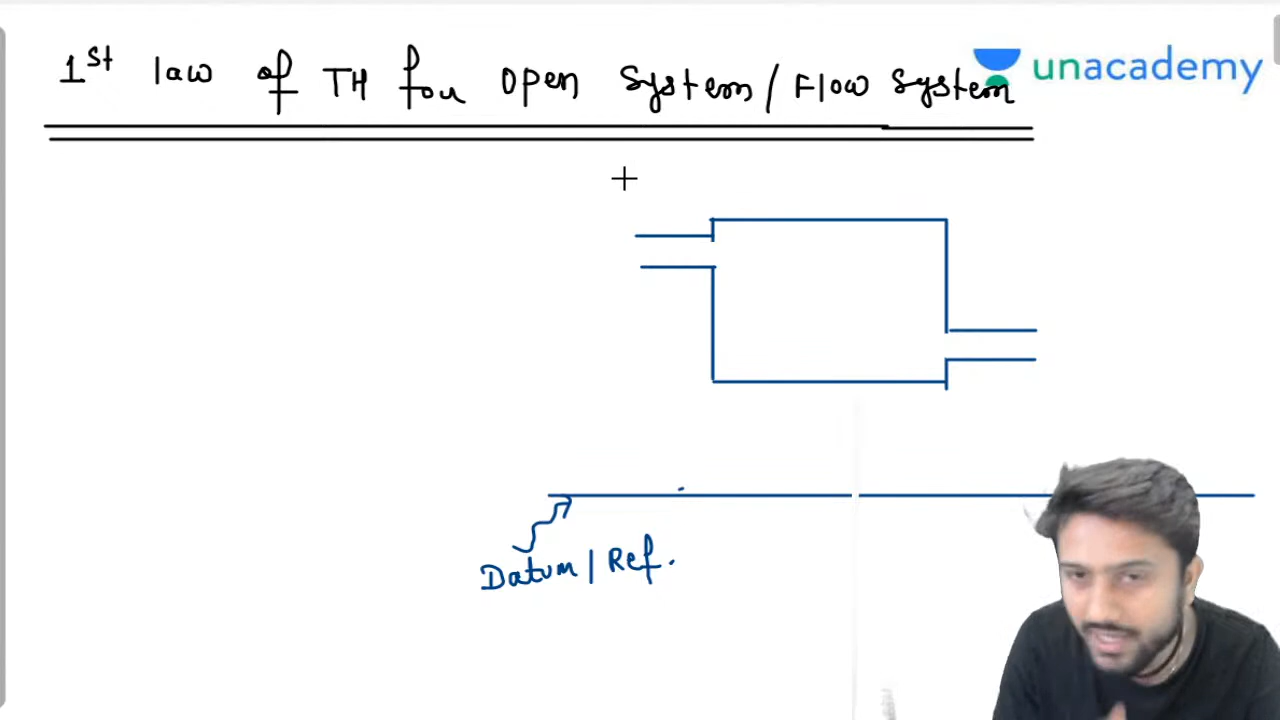 1st law of TH for open system / Flow system
unacademy
Datum / Ref.